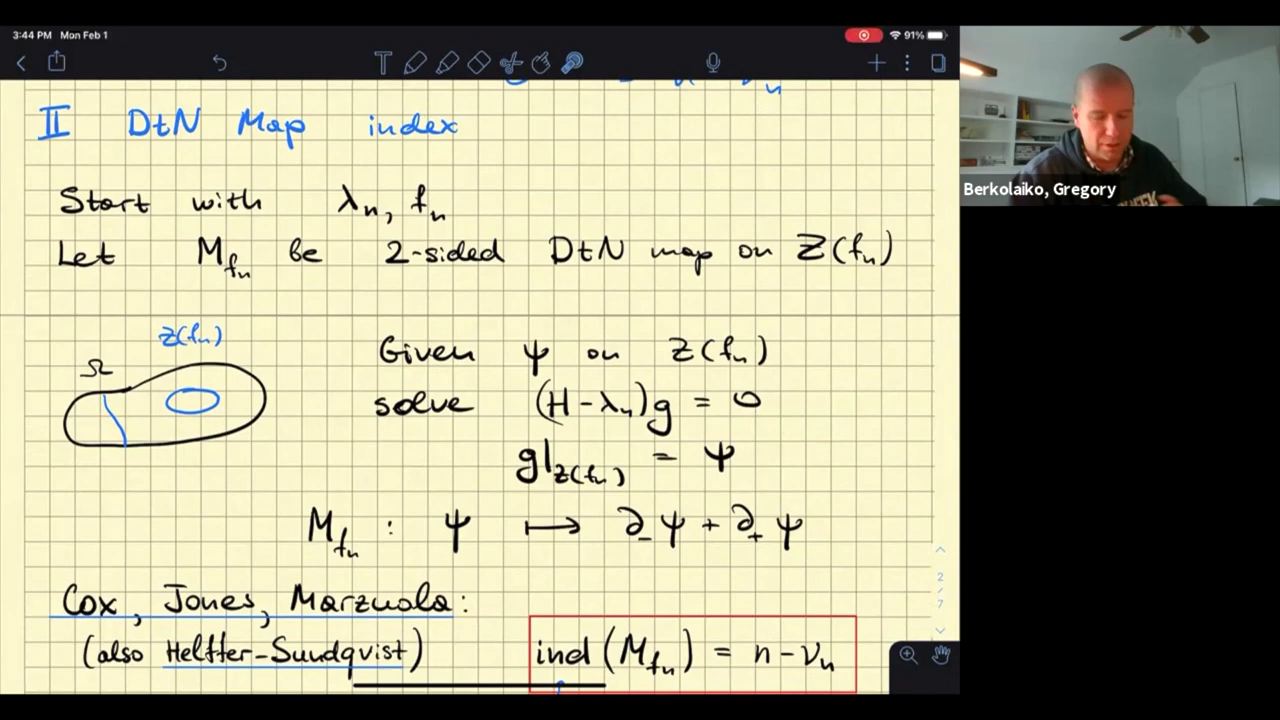 3:44 PM Mon Feb 1
91%
II DtN Map index
Start with λn, fn
Let Mfn be 2-sided DtN map on Z(fn)
Z(fn)
Ω
Given ψ on Z(fn)
solve (H - λn)g = 0
g|Z(fn) = ψ
Mfn : ψ ↦ ∂-ψ + ∂+ψ
Cox, Jones, Marzuola:
(also Helffer-Sundqvist)
ind(Mfn) = n - νn
2/7
Berkolaiko, Gregory